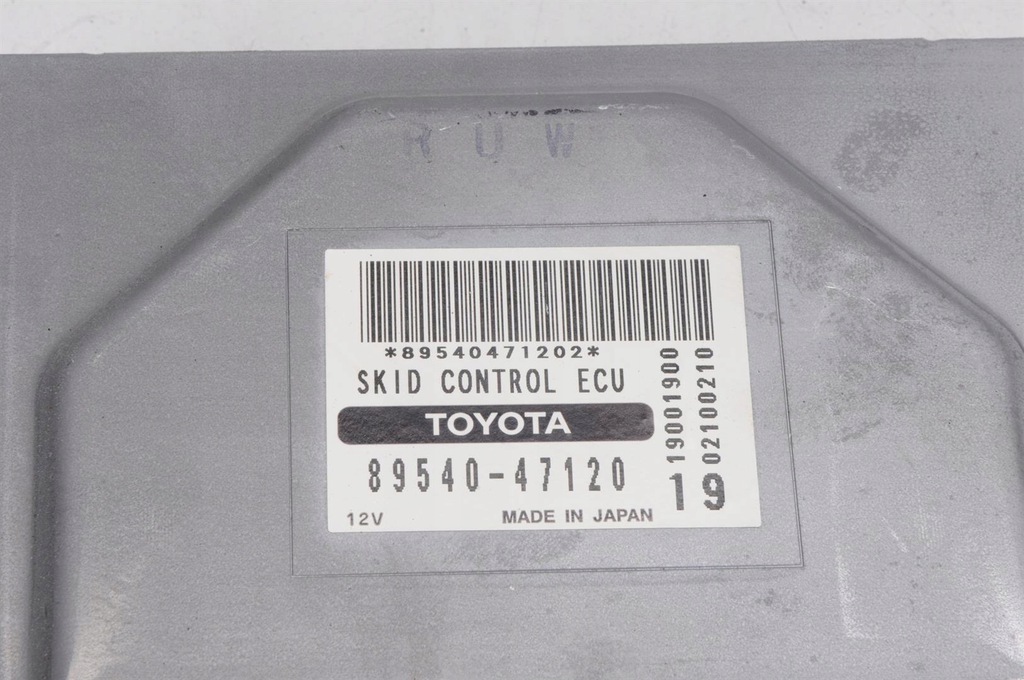 R U W
*89540471202*
SKID CONTROL ECU
TOYOTA
89540-47120
12V MADE IN JAPAN
19001900
02100210
19